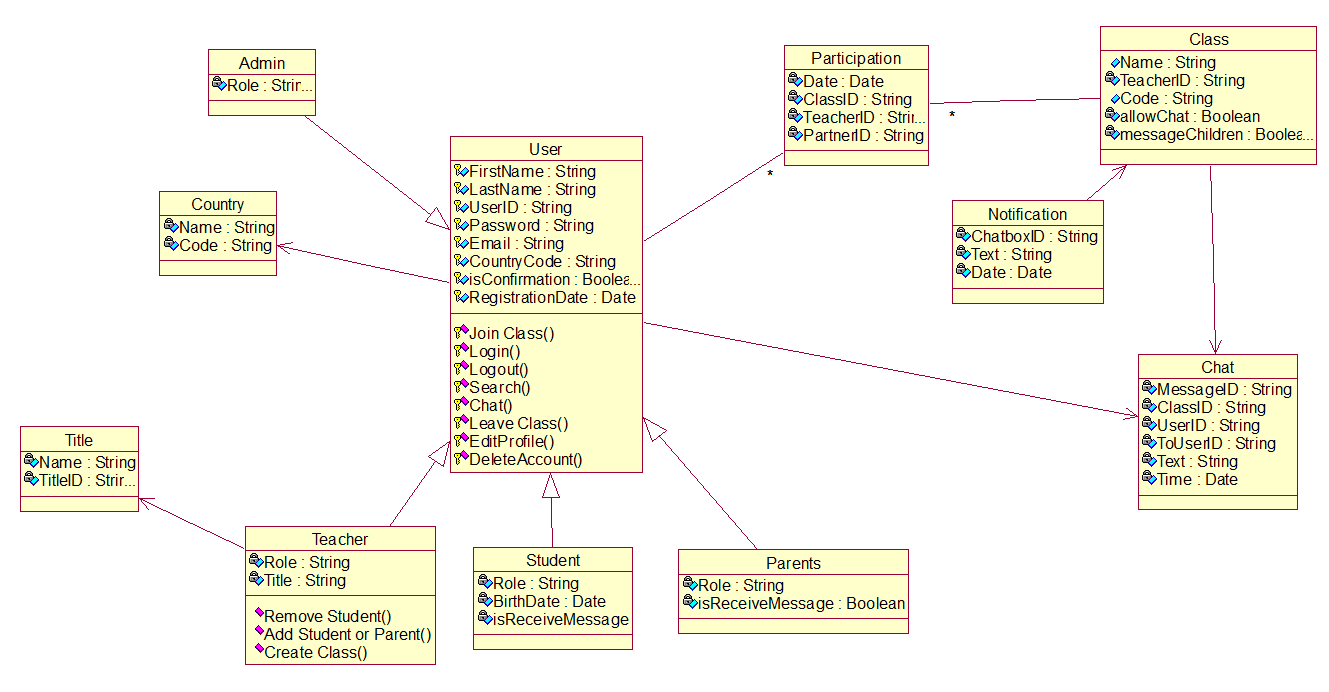 Admin
Role : Strin...
Country
Name : String
Code : String
User
FirstName : String
LastName : String
UserID : String
Password : String
Email : String
CountryCode : String
isConfirmation : Boolea...
RegistrationDate : Date
Join Class()
Login()
Logout()
Search()
Chat()
Leave Class()
EditProfile()
DeleteAccount()
Participation
Date : Date
ClassID : String
TeacherID : Strin...
PartnerID : String
*
*
Class
Name : String
TeacherID : String
Code : String
allowChat : Boolean
messageChildren : Boolea...
Notification
ChatboxID : String
Text : String
Date : Date
Chat
MessageID : String
ClassID : String
UserID : String
ToUserID : String
Text : String
Time : Date
Title
Name : String
TitleID : Strin...
Teacher
Role : String
Title : String
Remove Student()
Add Student or Parent()
Create Class()
Student
Role : String
BirthDate : Date
isReceiveMessage
Parents
Role : String
isReceiveMessage : Boolean